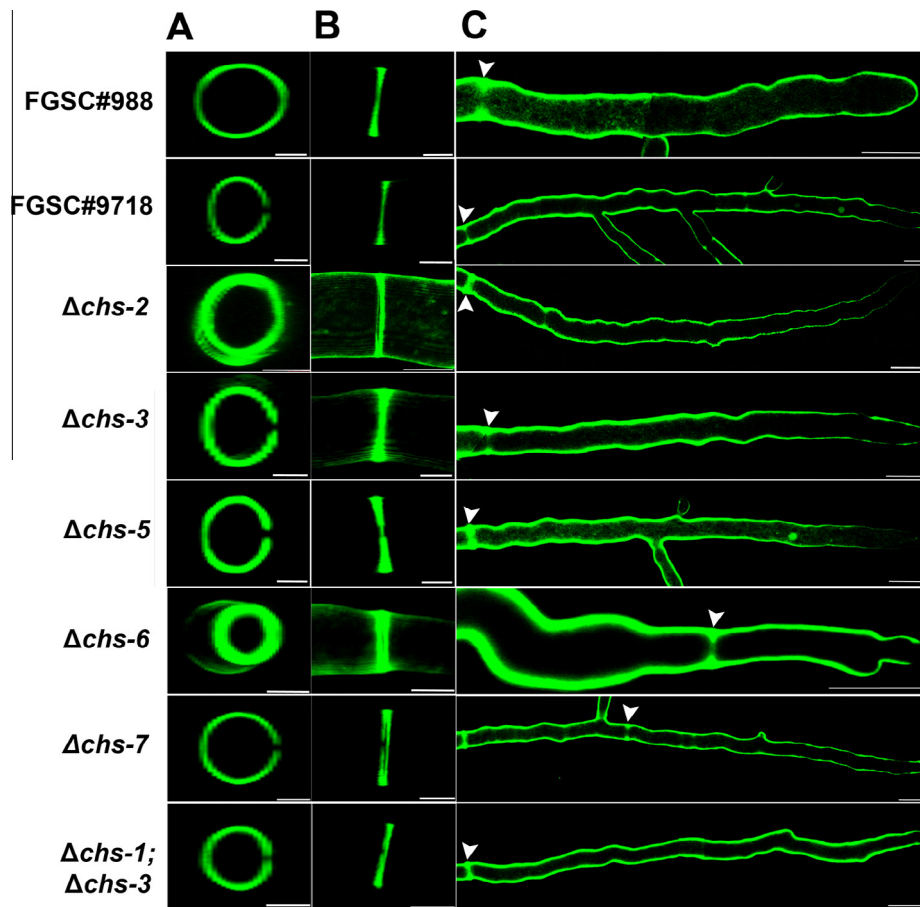 A B C
FGSC#988
FGSC#9718
Δchs-2
Δchs-3
Δchs-5
Δchs-6
Δchs-7
Δchs-1;
Δchs-3